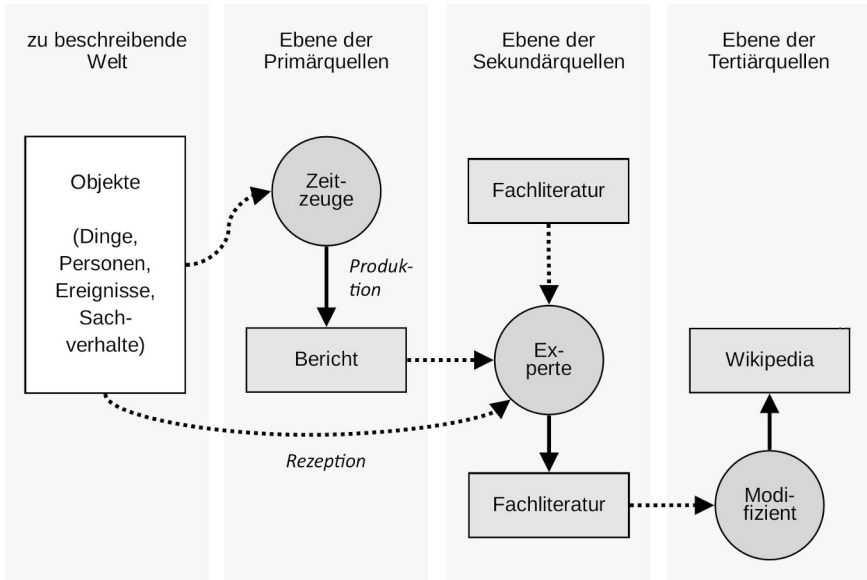 zu beschreibende
Welt
Ebene der
Primärquellen
Ebene der
Sekundärquellen
Ebene der
Tertiärquellen
Objekte
(Dinge,
Personen,
Ereignisse,
Sach-
verhalte)
Zeit-
zeuge
Produk-
tion
Bericht
Rezeption
Fachliteratur
Ex-
perte
Fachliteratur
Wikipedia
Modi-
fizient